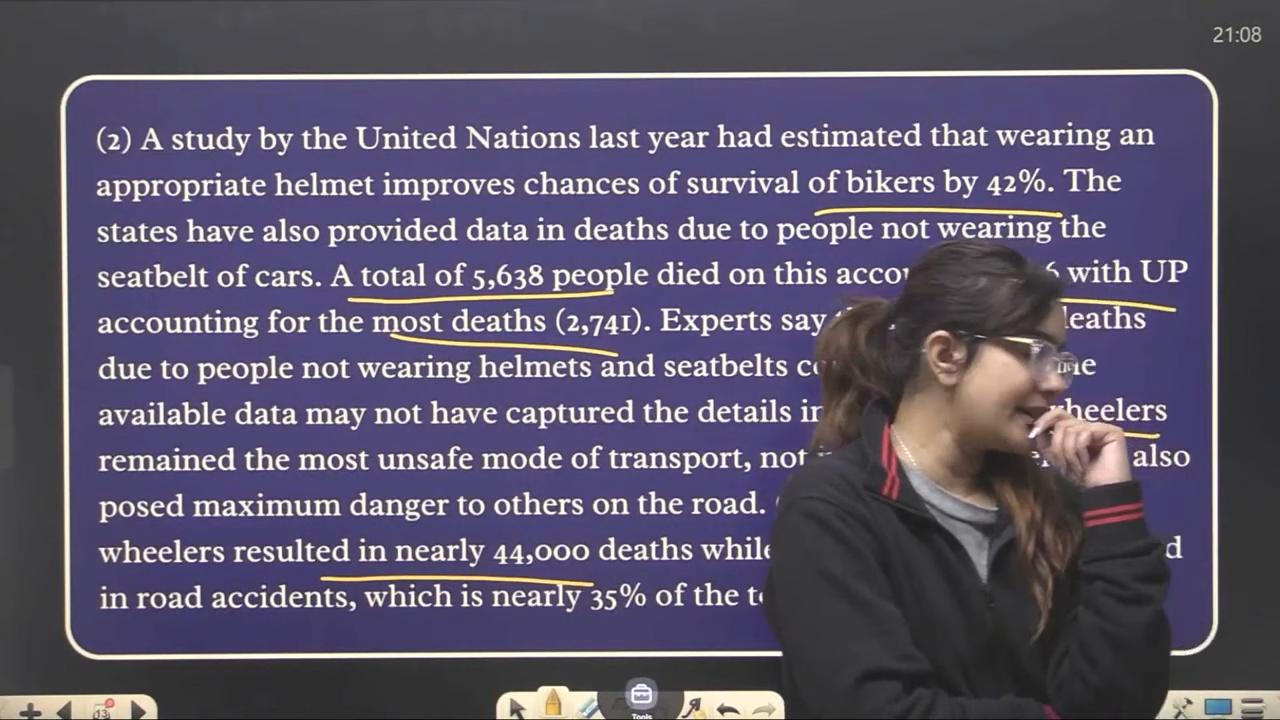 21:08
(2) A study by the United Nations last year had estimated that wearing an
appropriate helmet improves chances of survival of bikers by 42%. The
states have also provided data in deaths due to people not wearing the
seatbelt of cars. A total of 5,638 people died on this 6 with UP
accounting for the most deaths (2,741). Experts say deaths
due to people not wearing helmets and seatbelts
available data may not have captured the details wheelers
remained the most unsafe mode of transport, not also
posed maximum danger to others on the road.
wheelers resulted in nearly 44,000 deaths while
in road accidents, which is nearly 35% of the
13
Tools